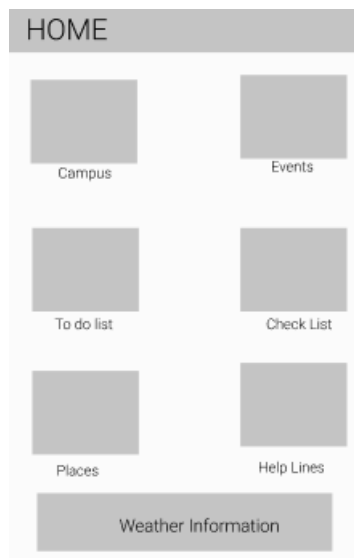 HOME
Campus
Events
To do list
Check List
Places
Help Lines
Weather Information